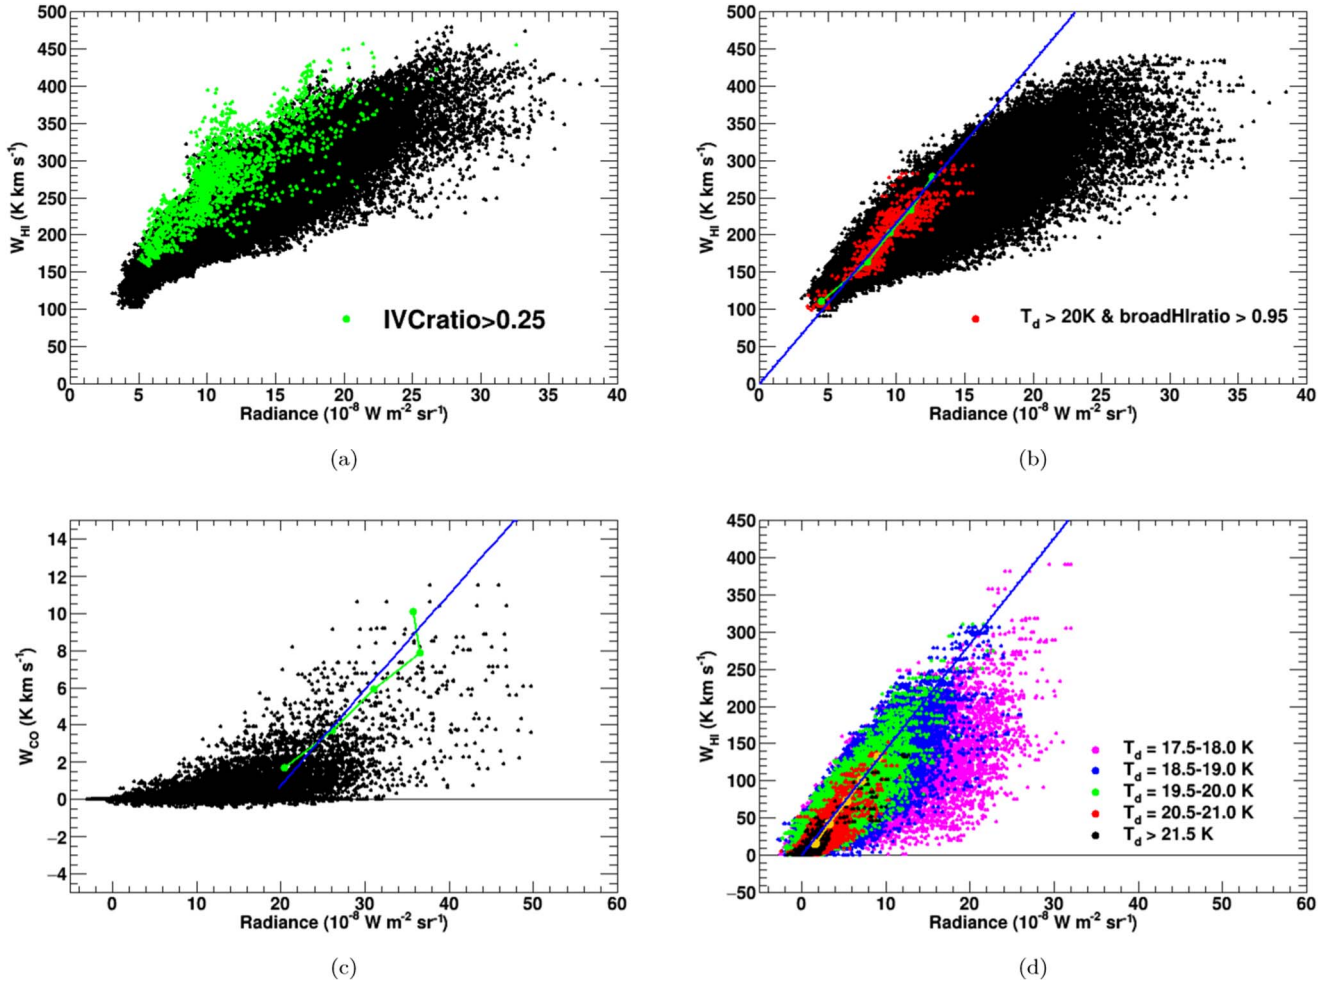 500
450
400
350
300
250
200
150
100
50
0
W_HI (K km s⁻¹)
IVCratio>0.25
0 5 10 15 20 25 30 35 40
Radiance (10⁻⁸ W m⁻² sr⁻¹)
(a)
500
450
400
350
300
250
200
150
100
50
0
W_HI (K km s⁻¹)
T_d > 20K & broadHIratio > 0.95
0 5 10 15 20 25 30 35 40
Radiance (10⁻⁸ W m⁻² sr⁻¹)
(b)
14
12
10
8
6
4
2
0
−2
−4
W_CO (K km s⁻¹)
0 10 20 30 40 50 60
Radiance (10⁻⁸ W m⁻² sr⁻¹)
(c)
450
400
350
300
250
200
150
100
50
0
−50
W_HI (K km s⁻¹)
T_d = 17.5-18.0 K
T_d = 18.5-19.0 K
T_d = 19.5-20.0 K
T_d = 20.5-21.0 K
T_d > 21.5 K
0 10 20 30 40 50 60
Radiance (10⁻⁸ W m⁻² sr⁻¹)
(d)